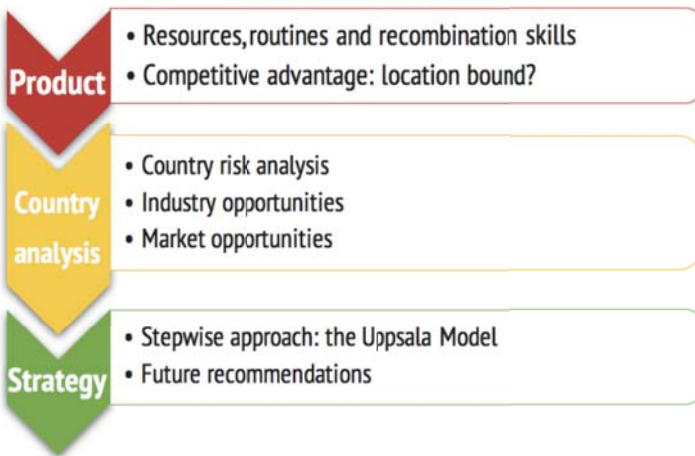 Product
• Resources,routines and recombination skills
• Competitive advantage: location bound?
Country
analysis
• Country risk analysis
• Industry opportunities
• Market opportunities
Strategy
• Stepwise approach: the Uppsala Model
• Future recommendations